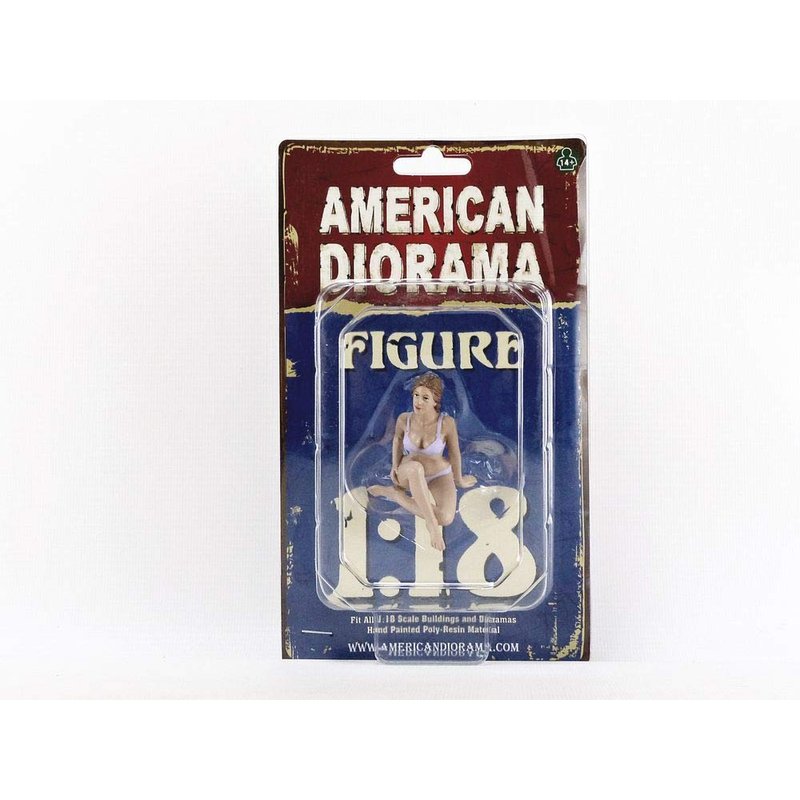 14+
AMERICAN
DIORAMA
FIGURE
1:18
Fit All 1:18 Scale Buildings and Dioramas
Hand Painted Poly-Resin Material
WWW.AMERICANDIORAMA.COM